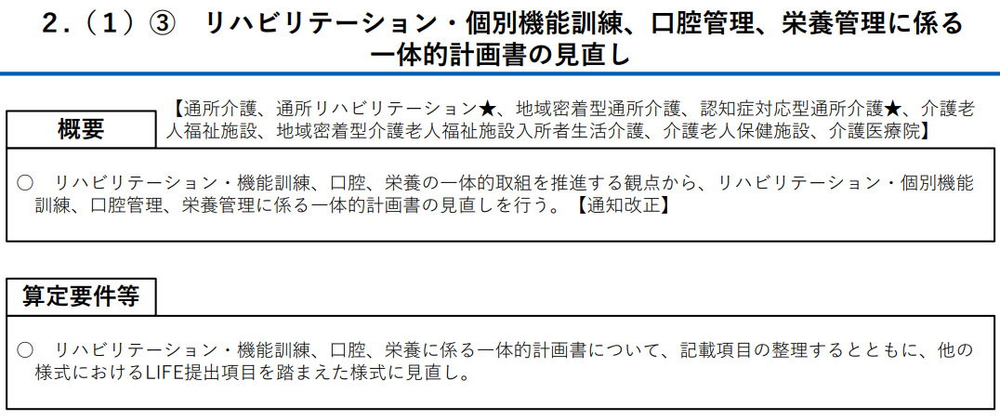 ２．（１）③　リハビリテーション・個別機能訓練、口腔管理、栄養管理に係る
一体的計画書の見直し
概要
【通所介護、通所リハビリテーション★、地域密着型通所介護、認知症対応型通所介護★、介護老
人福祉施設、地域密着型介護老人福祉施設入所者生活介護、介護老人保健施設、介護医療院】
○　リハビリテーション・機能訓練、口腔、栄養の一体的取組を推進する観点から、リハビリテーション・個別機能
訓練、口腔管理、栄養管理に係る一体的計画書の見直しを行う。【通知改正】
算定要件等
○　リハビリテーション・機能訓練、口腔、栄養に係る一体的計画書について、記載項目の整理するとともに、他の
様式におけるLIFE提出項目を踏まえた様式に見直し。